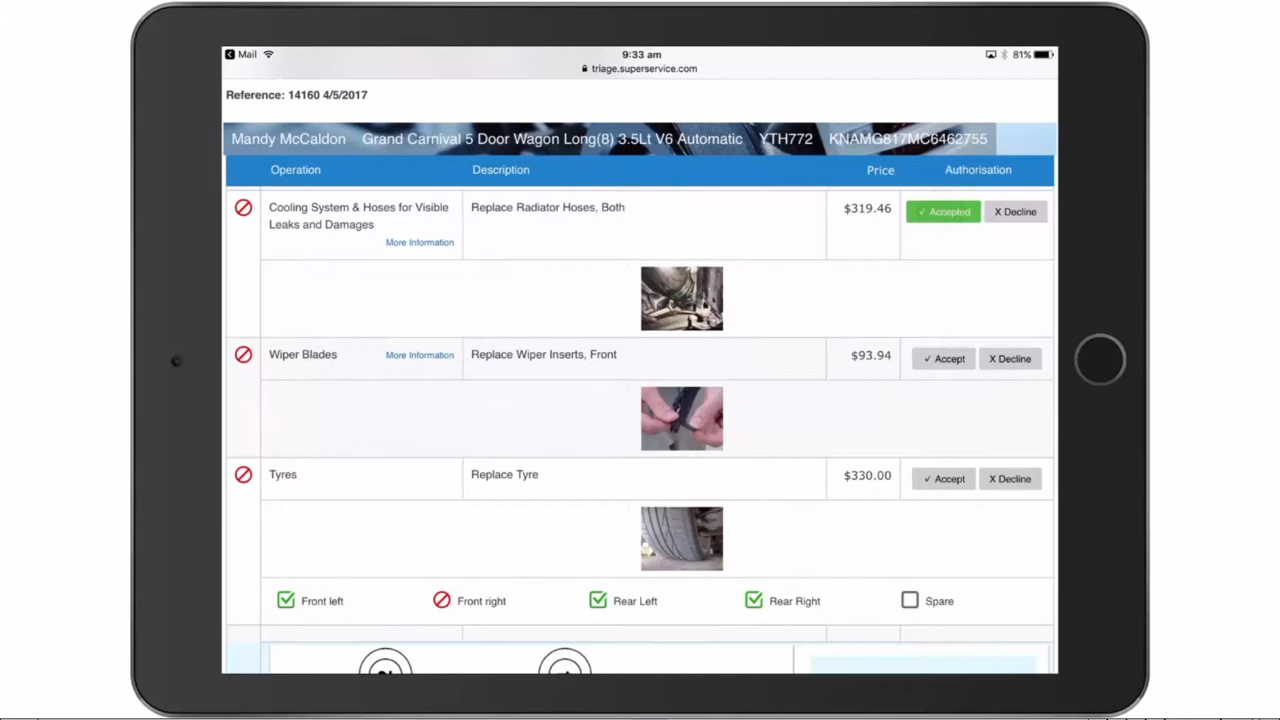 Mail
9:33 am
81%
triage.superservice.com
Reference: 14160 4/5/2017
Mandy McCaldon Grand Carnival 5 Door Wagon Long(8) 3.5Lt V6 Automatic YTH772 KNAMG817MC6462755
Operation Description Price Authorisation
Cooling System & Hoses for Visible Replace Radiator Hoses, Both $319.46 ✓ Accepted X Decline
Leaks and Damages
More Information
Wiper Blades More Information Replace Wiper Inserts, Front $93.94 ✓ Accept X Decline
Tyres Replace Tyre $330.00 ✓ Accept X Decline
Front left Front right Rear Left Rear Right Spare